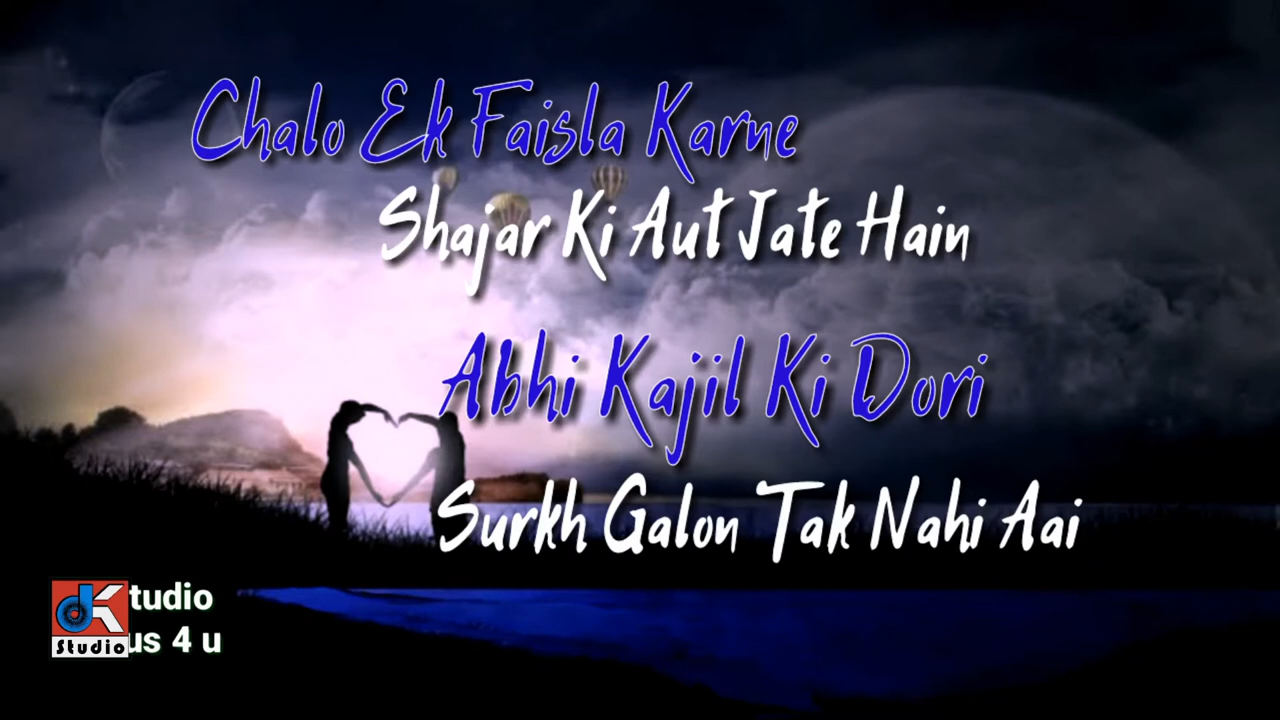 Chalo Ek Faisla Karne
Shajar Ki Aut Jate Hain
Abhi Kajil Ki Dori
Surkh Galon Tak Nahi Aai
dK tudio
Studio us 4 u